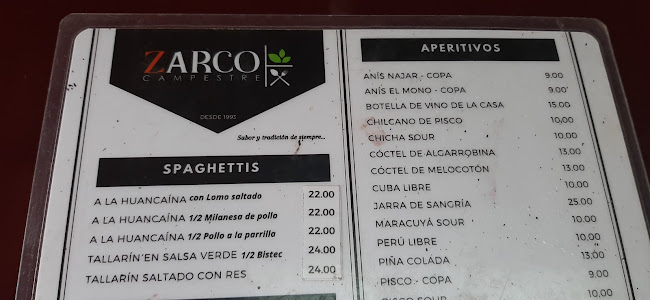 ZARCO
CAMPESTRE
DESDE 1993
Sabor y tradición de siempre..
SPAGHETTIS
A LA HUANCAÍNA con Lomo saltado 22.00
A LA HUANCAÍNA 1/2 Milanesa de pollo 22.00
A LA HUANCAÍNA 1/2 Pollo a la parrilla 22.00
TALLARÍN EN SALSA VERDE 1/2 Bistec 24.00
TALLARÍN SALTADO CON RES 24.00
APERITIVOS
ANÍS NAJAR - COPA 9.00
ANÍS EL MONO - COPA 9.00
BOTELLA DE VINO DE LA CASA 15.00
CHILCANO DE PISCO 10.00
CHICHA SOUR 10.00
CÓCTEL DE ALGARROBINA 13.00
CÓCTEL DE MELOCOTÓN 13.00
CUBA LIBRE 10.00
JARRA DE SANGRÍA 25.00
MARACUYÁ SOUR 10.00
PERÚ LIBRE 10.00
PIÑA COLADA 13.00
PISCO - COPA 9.00
PISCO SOUR 10.00